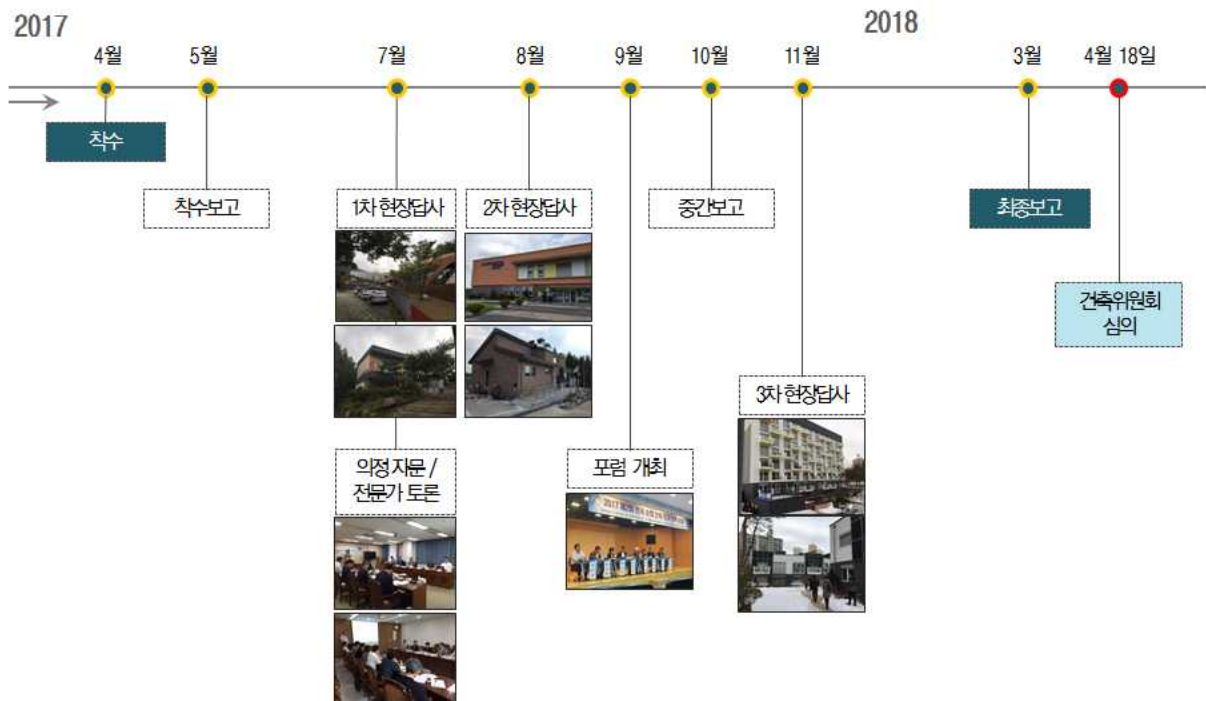 2017
2018
4월
5월
7월
8월
9월
10월
11월
3월
4월 18일
착수
착수보고
1차 현장답사
2차 현장답사
중간보고
최종보고
건축위원회
심의
3차 현장답사
의정 자문 /
전문가 토론
포럼 개최